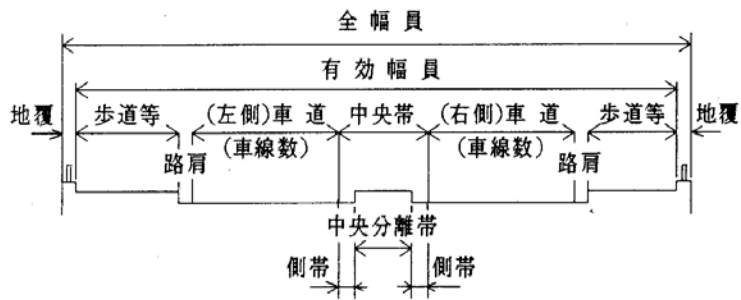 全幅員
有効幅員
地覆 歩道等 (左側)車道 中央帯 (右側)車道 歩道等 地覆
路肩 (車線数) (車線数) 路肩
中央分離帯
側帯 側帯